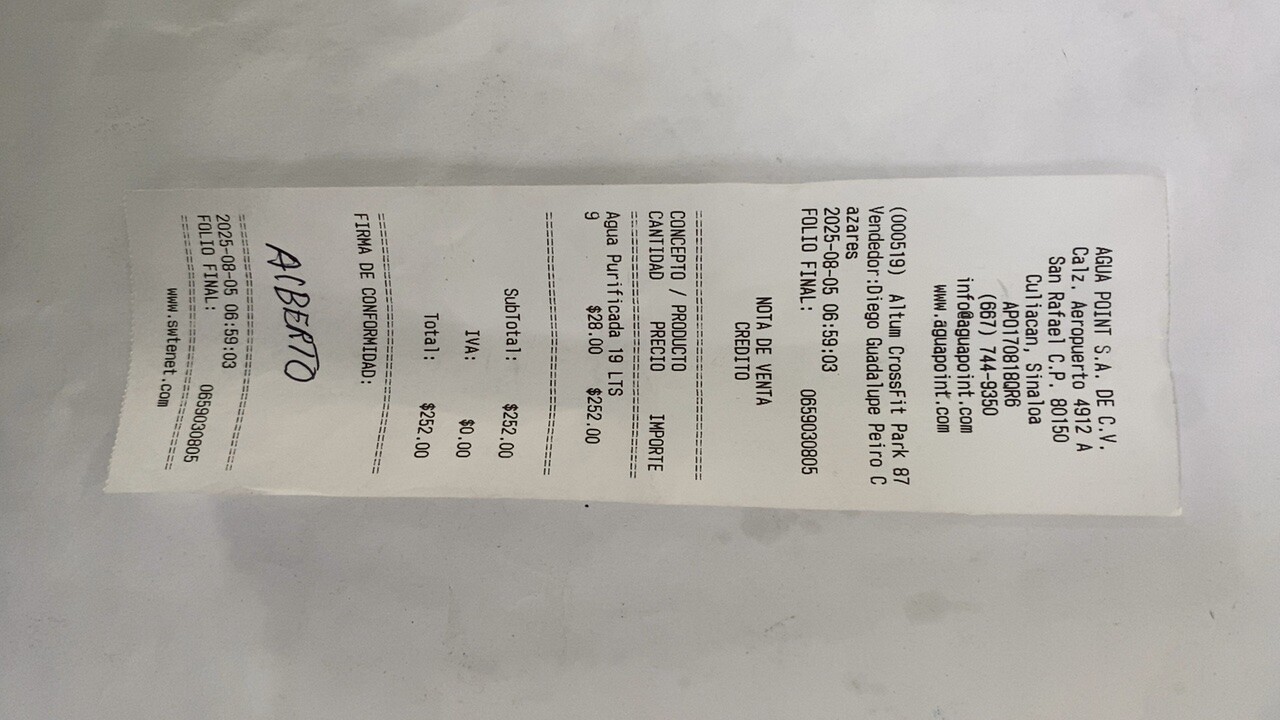 AGUA POINT S.A. DE C.V.
Calz. Aeropuerto 4912 A
San Rafael C.P. 80150
Culiacan, Sinaloa
APO170818QR6
(667) 744-9350
info@aguapoint.com
www.aguapoint.com
(000519) Altum CrossFit Park 87
Vendedor:Diego Guadalupe Peiro C
azares
2025-08-05 06:59:03
FOLIO FINAL: 0659030805
NOTA DE VENTA
CREDITO
================================
CONCEPTO / PRODUCTO
CANTIDAD PRECIO IMPORTE
================================
Agua Purificada 19 LTS
9 $28.00 $252.00
================================
SubTotal: $252.00
IVA: $0.00
Total: $252.00
================================
FIRMA DE CONFORMIDAD:
AlBERTO
================================
2025-08-05 06:59:03
FOLIO FINAL: 0659030805
================================
www.swtenet.com